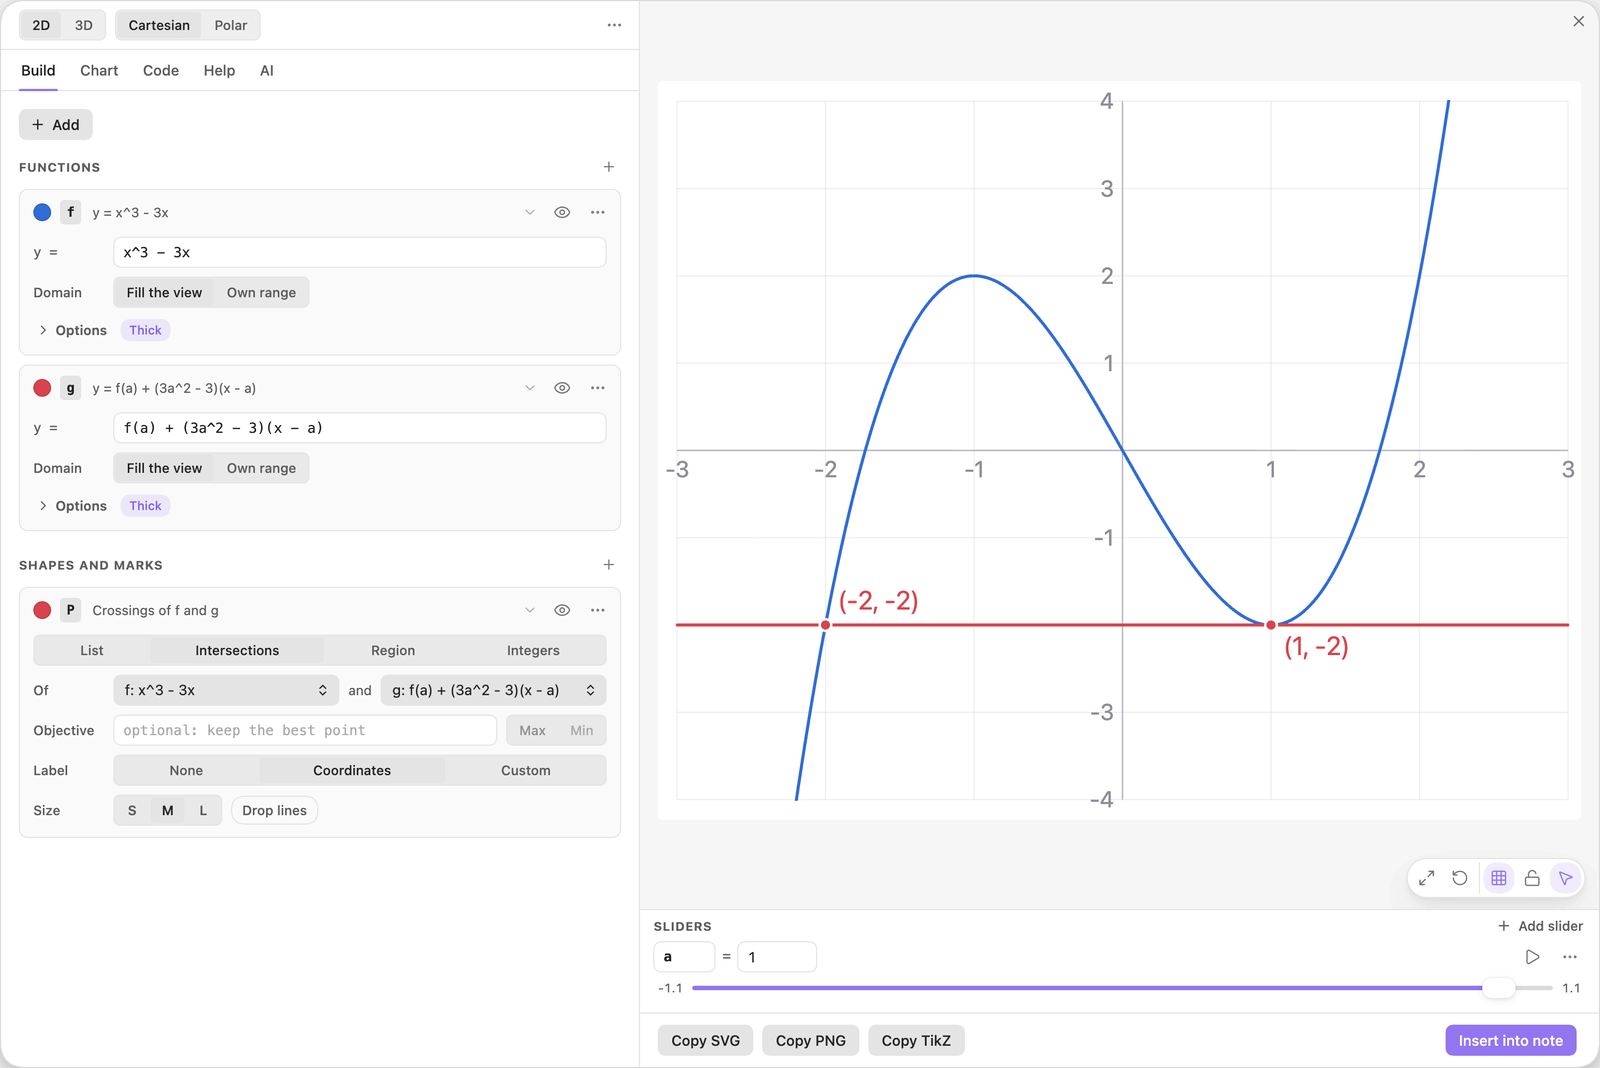 2D 3D Cartesian Polar
Build Chart Code Help AI
+ Add
FUNCTIONS
f y = x^3 - 3x
y = x^3 − 3x
Domain Fill the view Own range
Options Thick
g y = f(a) + (3a^2 - 3)(x - a)
y = f(a) + (3a^2 − 3)(x − a)
Domain Fill the view Own range
Options Thick
SHAPES AND MARKS
P Crossings of f and g
List Intersections Region Integers
Of f: x^3 - 3x and g: f(a) + (3a^2 - 3)(x - a)
Objective optional: keep the best point Max Min
Label None Coordinates Custom
Size S M L Drop lines
4
3
2
1
-3 -2 -1 1 2 3
-1
(-2, -2)
(1, -2)
-3
-4
SLIDERS + Add slider
a = 1
-1.1 1.1
Copy SVG Copy PNG Copy TikZ Insert into note